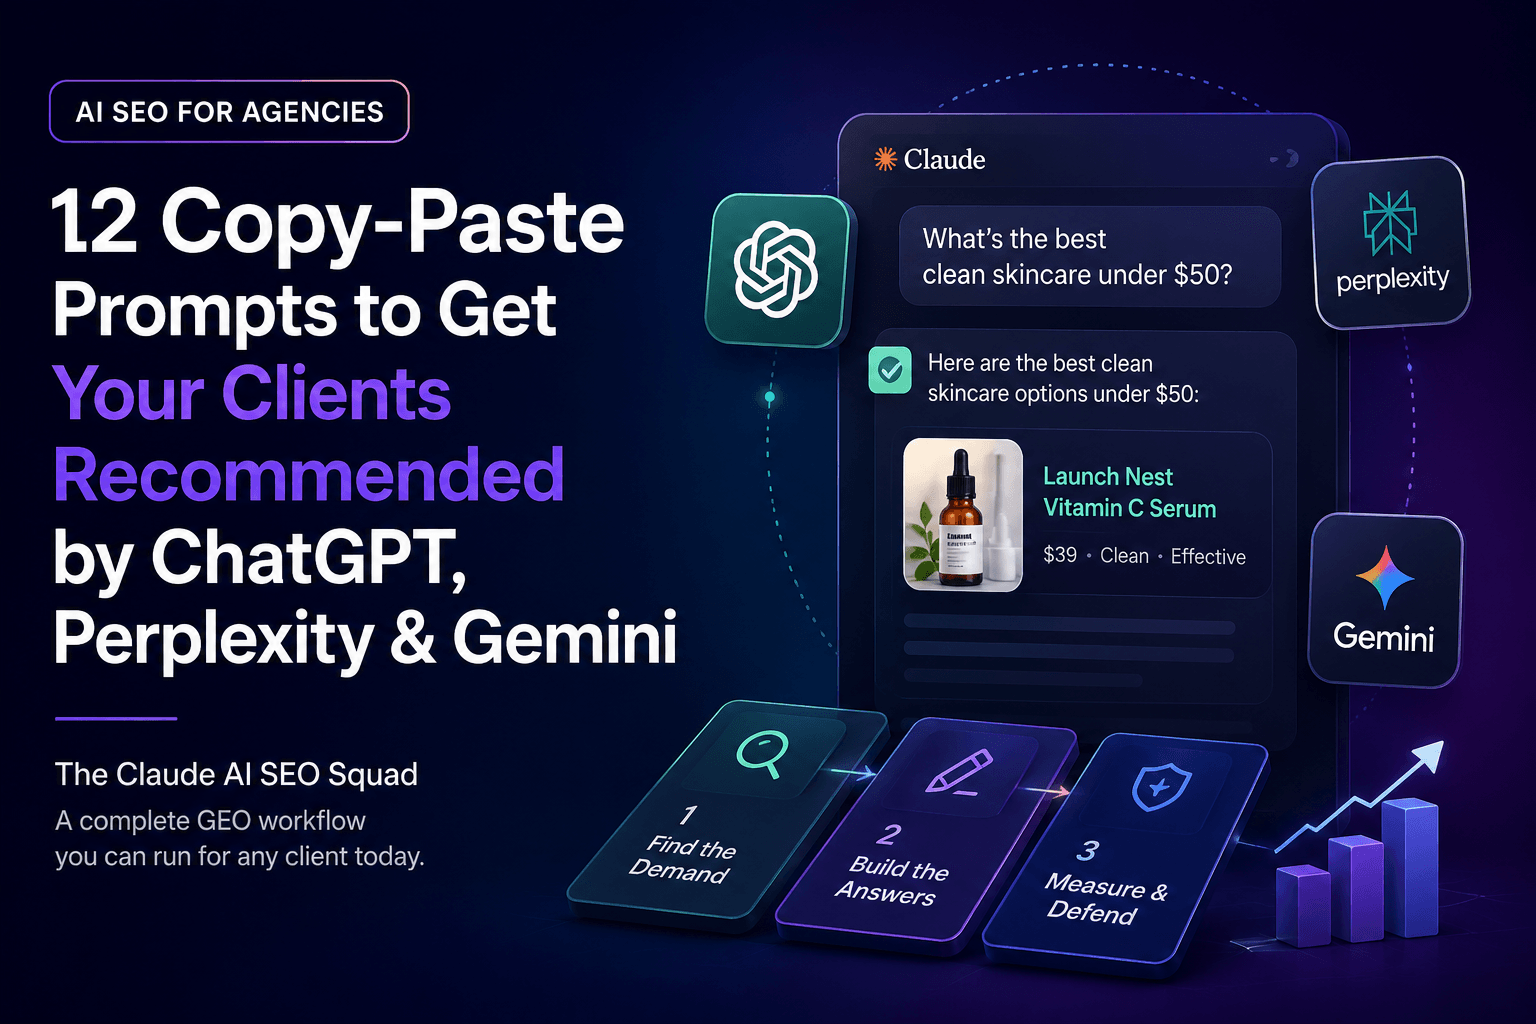 AI SEO FOR AGENCIES
12 Copy-Paste
Prompts to Get
Your Clients
Recommended
by ChatGPT,
Perplexity & Gemini
The Claude AI SEO Squad
A complete GEO workflow
you can run for any client today.
Claude
What's the best
clean skincare under $50?
Here are the best clean
skincare options under $50:
Launch Nest
Vitamin C Serum
$39 • Clean • Effective
perplexity
Gemini
1
Find the
Demand
2
Build the
Answers
3
Measure &
Defend